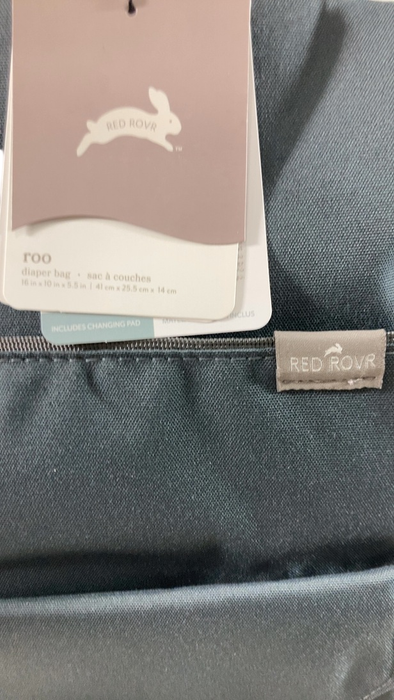 RED ROVR
TM
roo
diaper bag · sac à couches
16 in x 10 in x 5.5 in | 41 cm x 25.5 cm x 14 cm
INCLUDES CHANGING PAD
RED ROVR